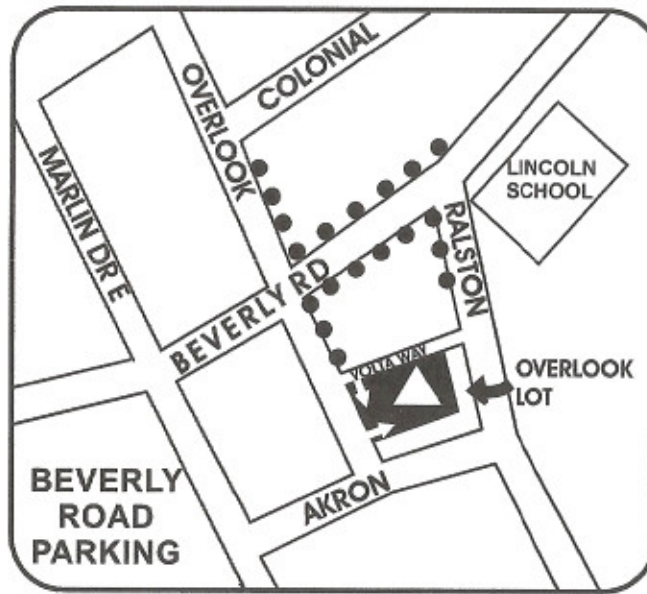 COLONIAL
OVERLOOK
MARLIN DR E
BEVERLY RD
LINCOLN
SCHOOL
RALSTON
VOLTA WAY
OVERLOOK
LOT
AKRON
BEVERLY
ROAD
PARKING